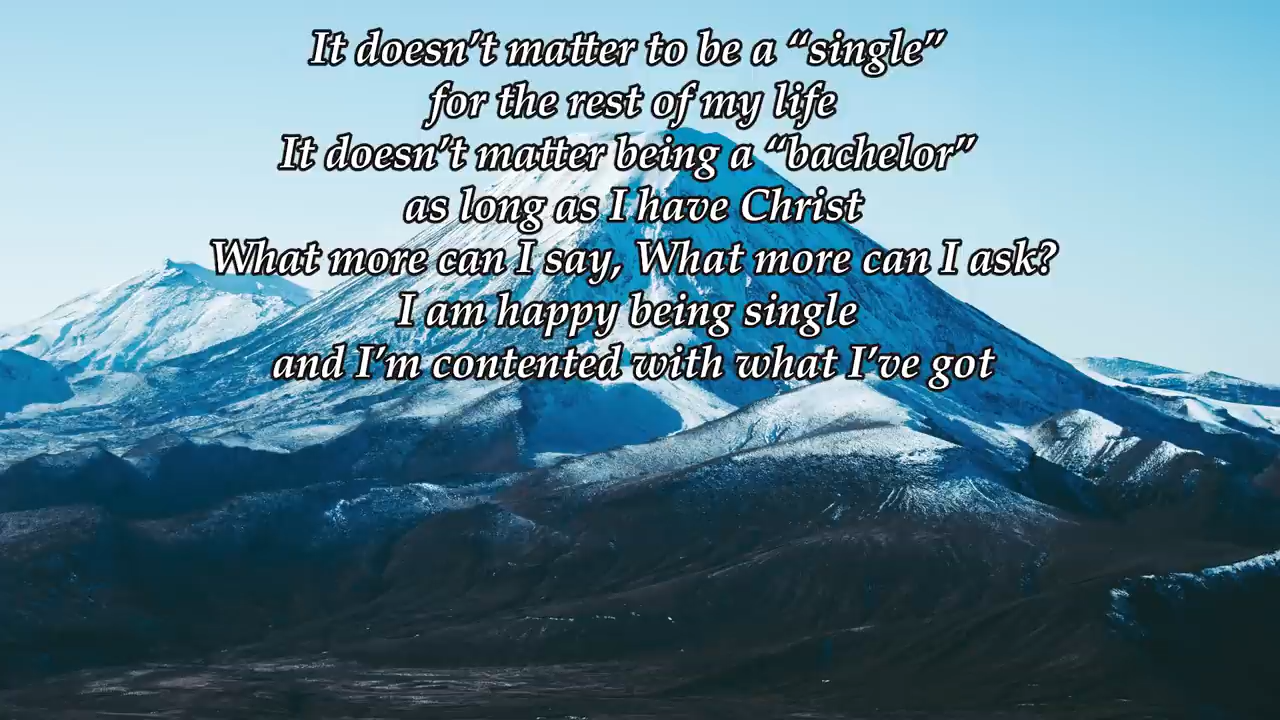 It doesn’t matter to be a “single”
for the rest of my life
It doesn’t matter being a “bachelor”
as long as I have Christ
What more can I say, What more can I ask?
I am happy being single
and I’m contented with what I’ve got